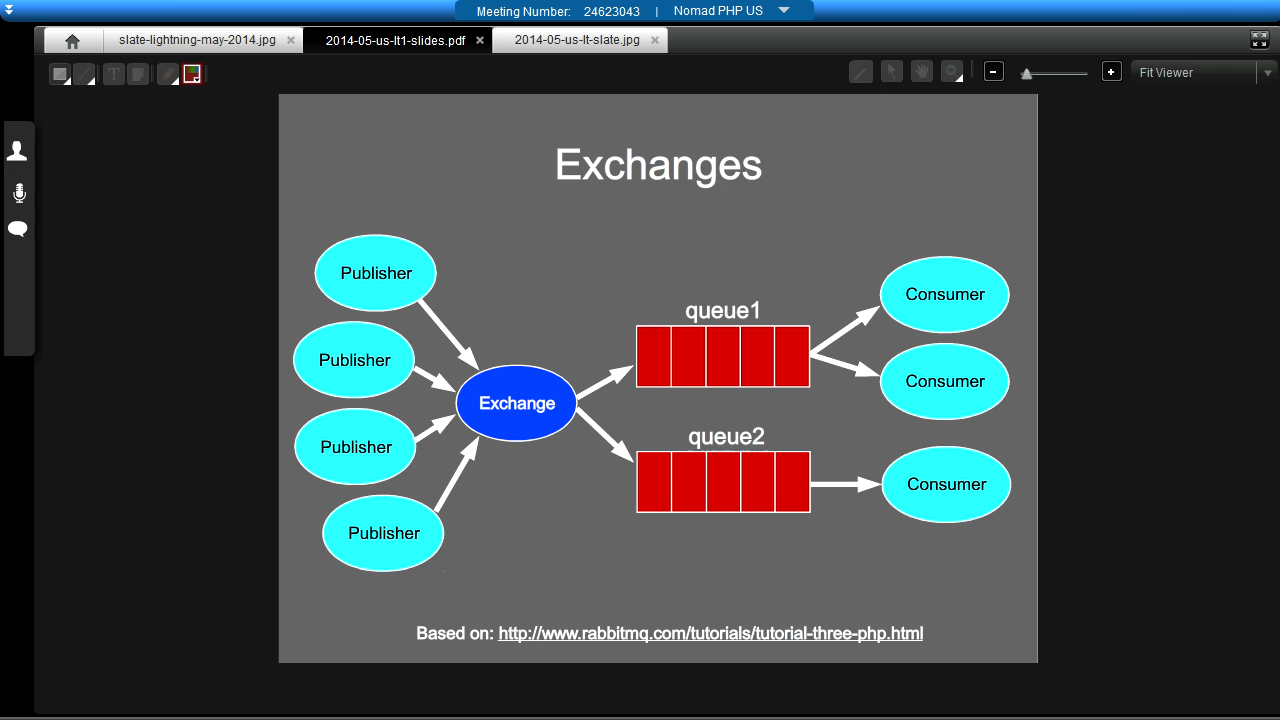 Meeting Number: 24623043 | Nomad PHP US
slate-lightning-may-2014.jpg
2014-05-us-lt1-slides.pdf
2014-05-us-lt-slate.jpg
Fit Viewer
Exchanges
Publisher
Publisher
Publisher
Publisher
Exchange
queue1
queue2
Consumer
Consumer
Consumer
Based on: http://www.rabbitmq.com/tutorials/tutorial-three-php.html